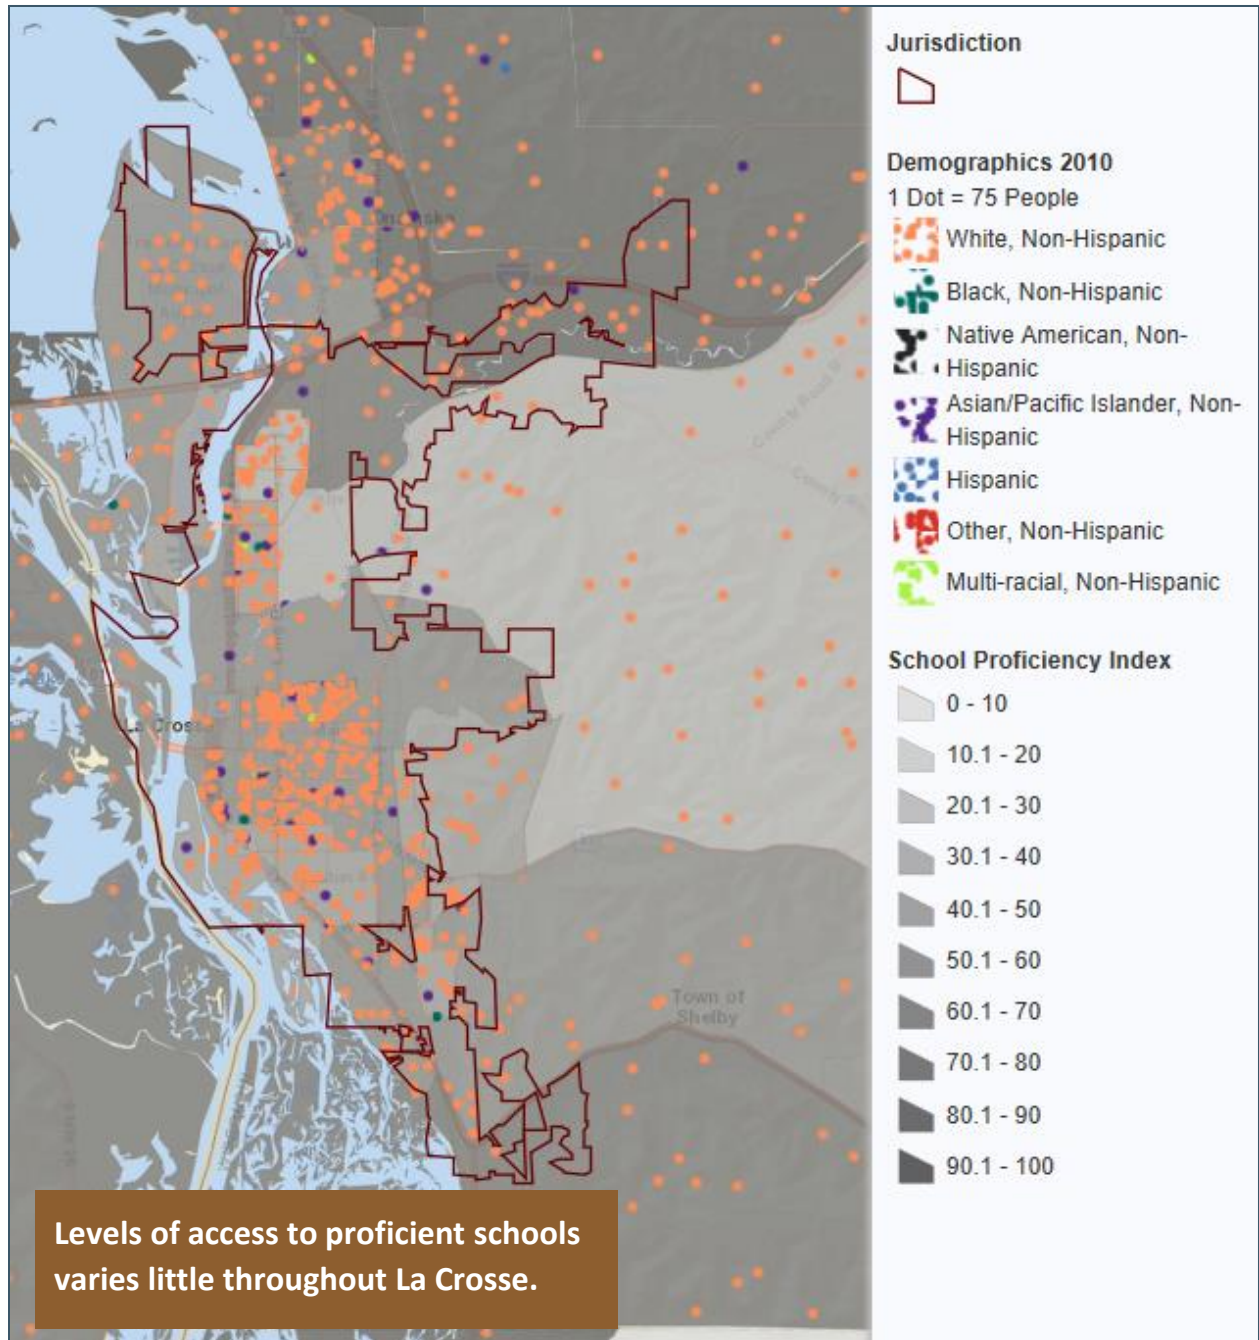 Jurisdiction
Demographics 2010
1 Dot = 75 People
White, Non-Hispanic
Black, Non-Hispanic
Native American, Non-
Hispanic
Asian/Pacific Islander, Non-
Hispanic
Hispanic
Other, Non-Hispanic
Multi-racial, Non-Hispanic
School Proficiency Index
0 - 10
10.1 - 20
20.1 - 30
30.1 - 40
40.1 - 50
50.1 - 60
60.1 - 70
70.1 - 80
80.1 - 90
90.1 - 100
La Cross
Town of
Shelby
Levels of access to proficient schools
varies little throughout La Crosse.